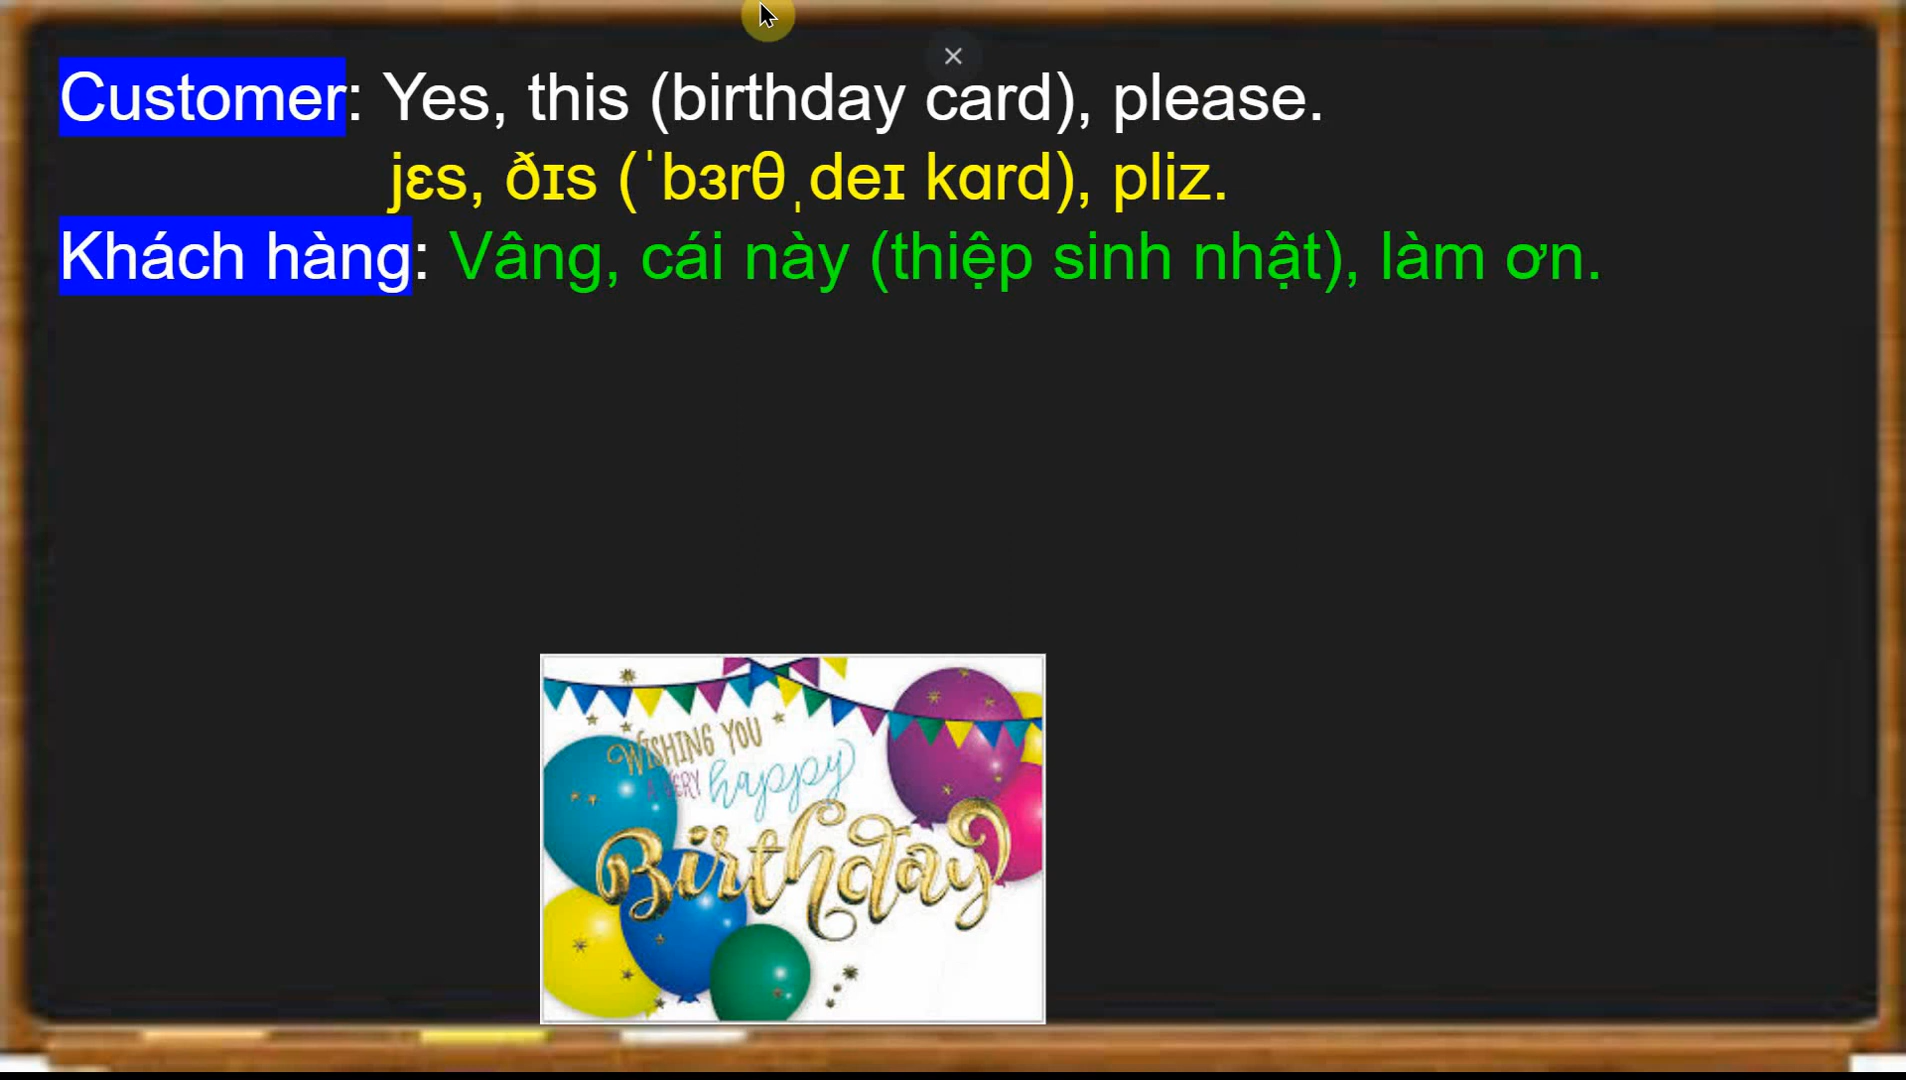 Customer: Yes, this (birthday card), please.
jɛs, ðɪs (ˈbɜrθˌdeɪ kɑrd), pliz.
Khách hàng: Vâng, cái này (thiệp sinh nhật), làm ơn.
WISHING YOU
A VERY happy
Birthday